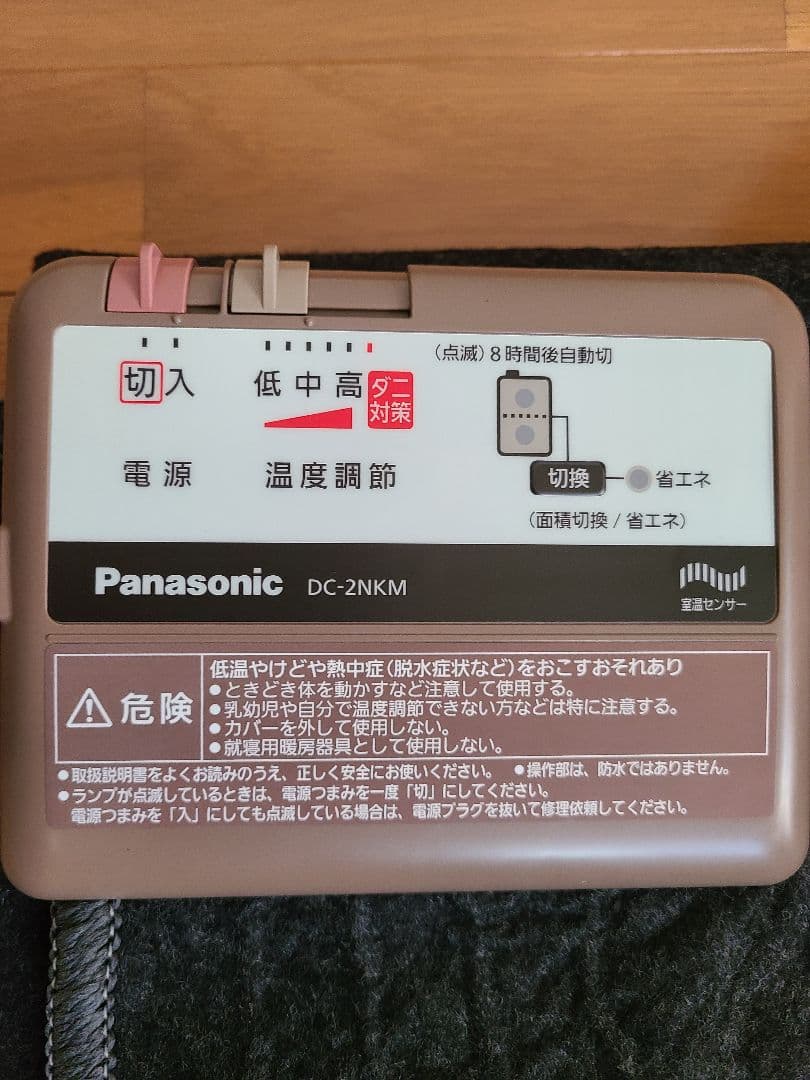 (点滅)8時間後自動切
切入
低中高
ダニ
対策
電源
温度調節
切換
省エネ
(面積切換/省エネ)
Panasonic DC-2NKM
室温センサー
危険
低温やけどや熱中症(脱水症状など)をおこすおそれあり
●ときどき体を動かすなど注意して使用する。
●乳幼児や自分で温度調節できない方などは特に注意する。
●カバーを外して使用しない。
●就寝用暖房器具として使用しない。
●取扱説明書をよくお読みのうえ、正しく安全にお使いください。 ●操作部は、防水ではありません。
●ランプが点滅しているときは、電源つまみを一度「切」にしてください。
電源つまみを「入」にしても点滅している場合は、電源プラグを抜いて修理依頼してください。